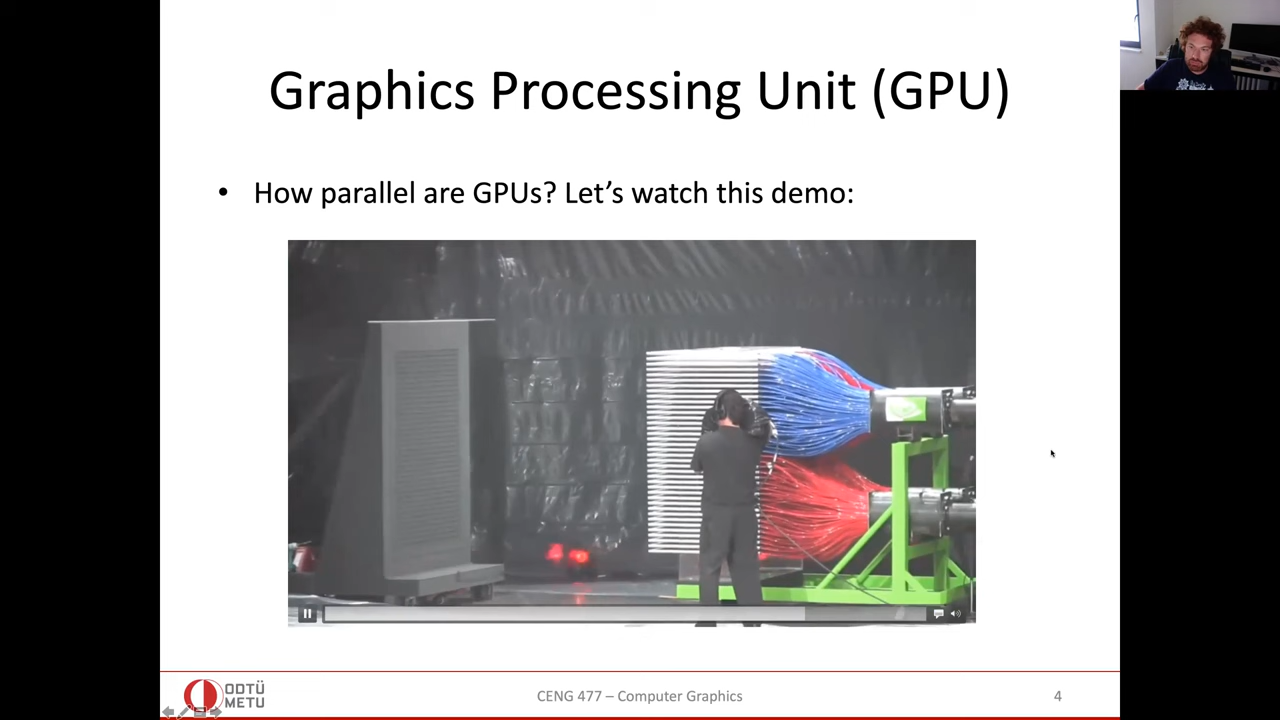 Graphics Processing Unit (GPU)
• How parallel are GPUs? Let’s watch this demo:
ODTÜ
METU
CENG 477 – Computer Graphics
4